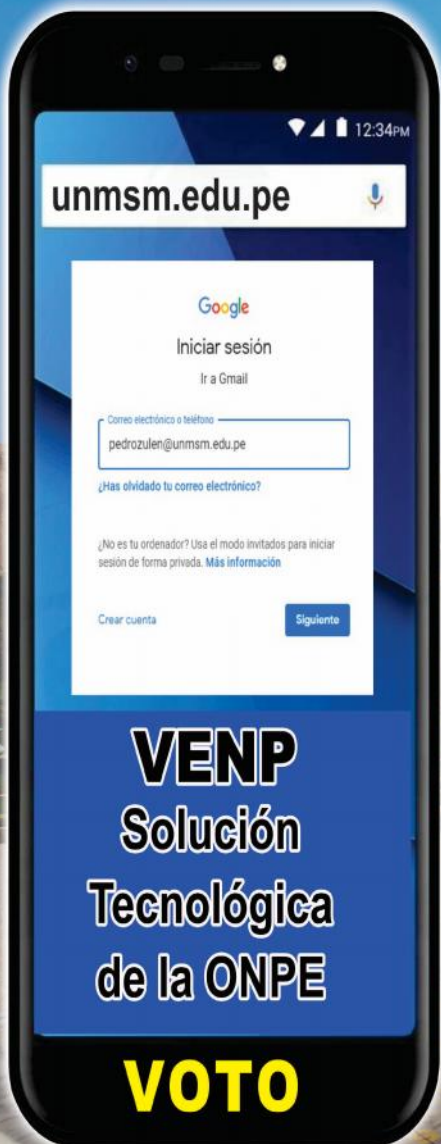 12:34PM
unmsm.edu.pe
Google
Iniciar sesión
Ir a Gmail
Correo electrónico o teléfono
pedrozulen@unmsm.edu.pe
¿Has olvidado tu correo electrónico?
¿No es tu ordenador? Usa el modo invitados para iniciar
sesión de forma privada. Más información
Crear cuenta
Siguiente
VENP
Solución
Tecnológica
de la ONPE
VOTO